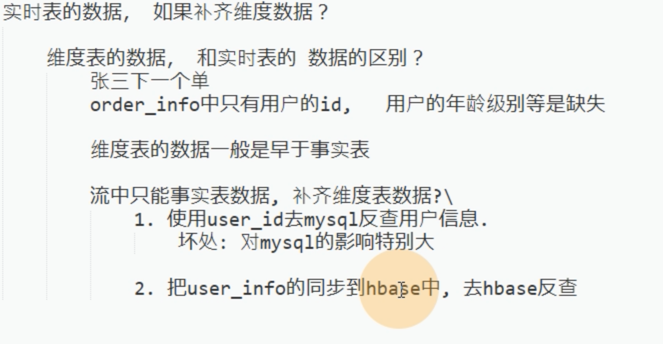 实时表的数据, 如果补齐维度数据？
维度表的数据, 和实时表的 数据的区别？
张三下一个单
order_info中只有用户的id, 用户的年龄级别等是缺失
维度表的数据一般是早于事实表
流中只能事实表数据, 补齐维度表数据?\
1. 使用user_id去mysql反查用户信息.
坏处: 对mysql的影响特别大
2. 把user_info的同步到hbase中, 去hbase反查